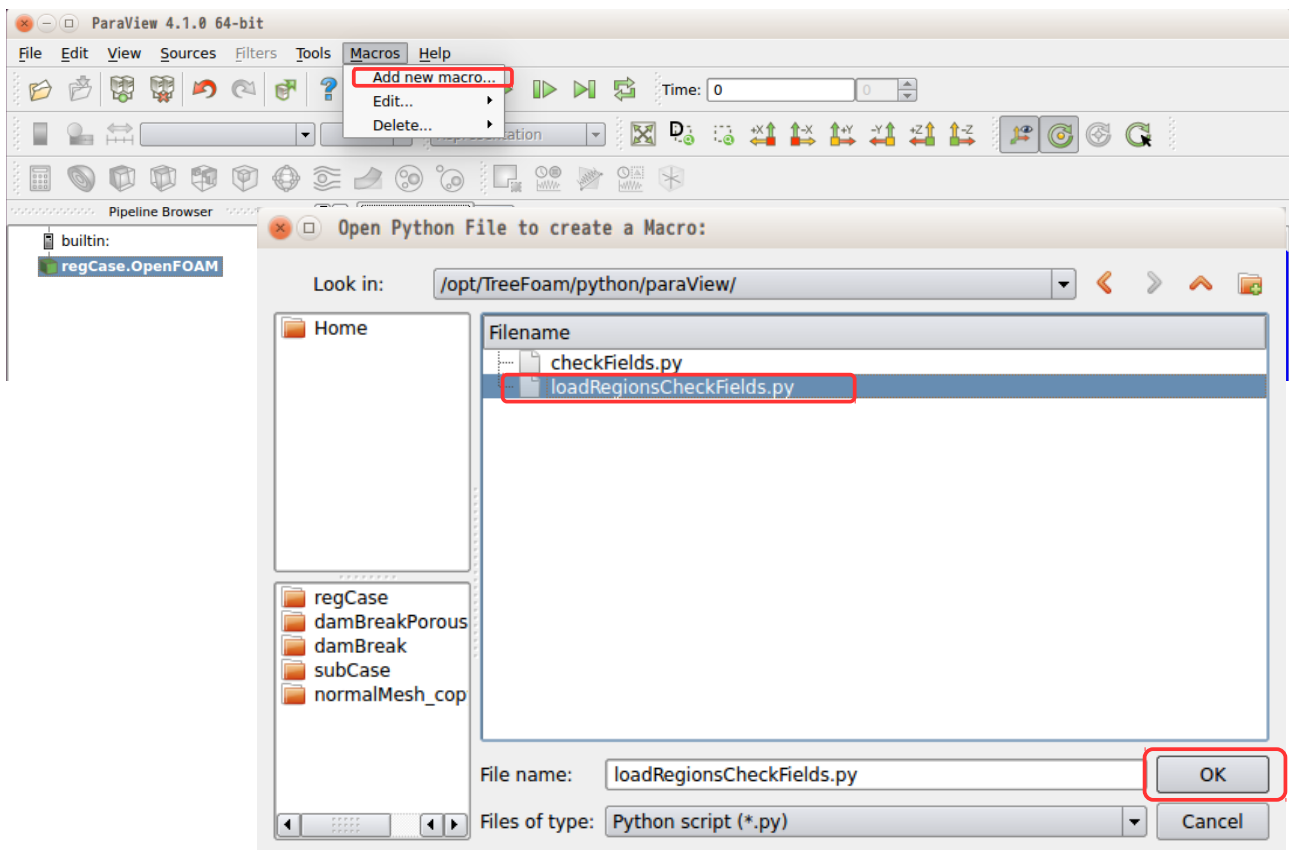 ParaView 4.1.0 64-bit
File Edit View Sources Filters Tools Macros Help
Add new macro...
Edit...
Delete...
Time: 0 0
Pipeline Browser
builtin:
regCase.OpenFOAM
Open Python File to create a Macro:
Look in: /opt/TreeFoam/python/paraView/
Home
Filename
checkFields.py
loadRegionsCheckFields.py
regCase
damBreakPorous
damBreak
subCase
normalMesh_cop
File name: loadRegionsCheckFields.py OK
Files of type: Python script (*.py) Cancel